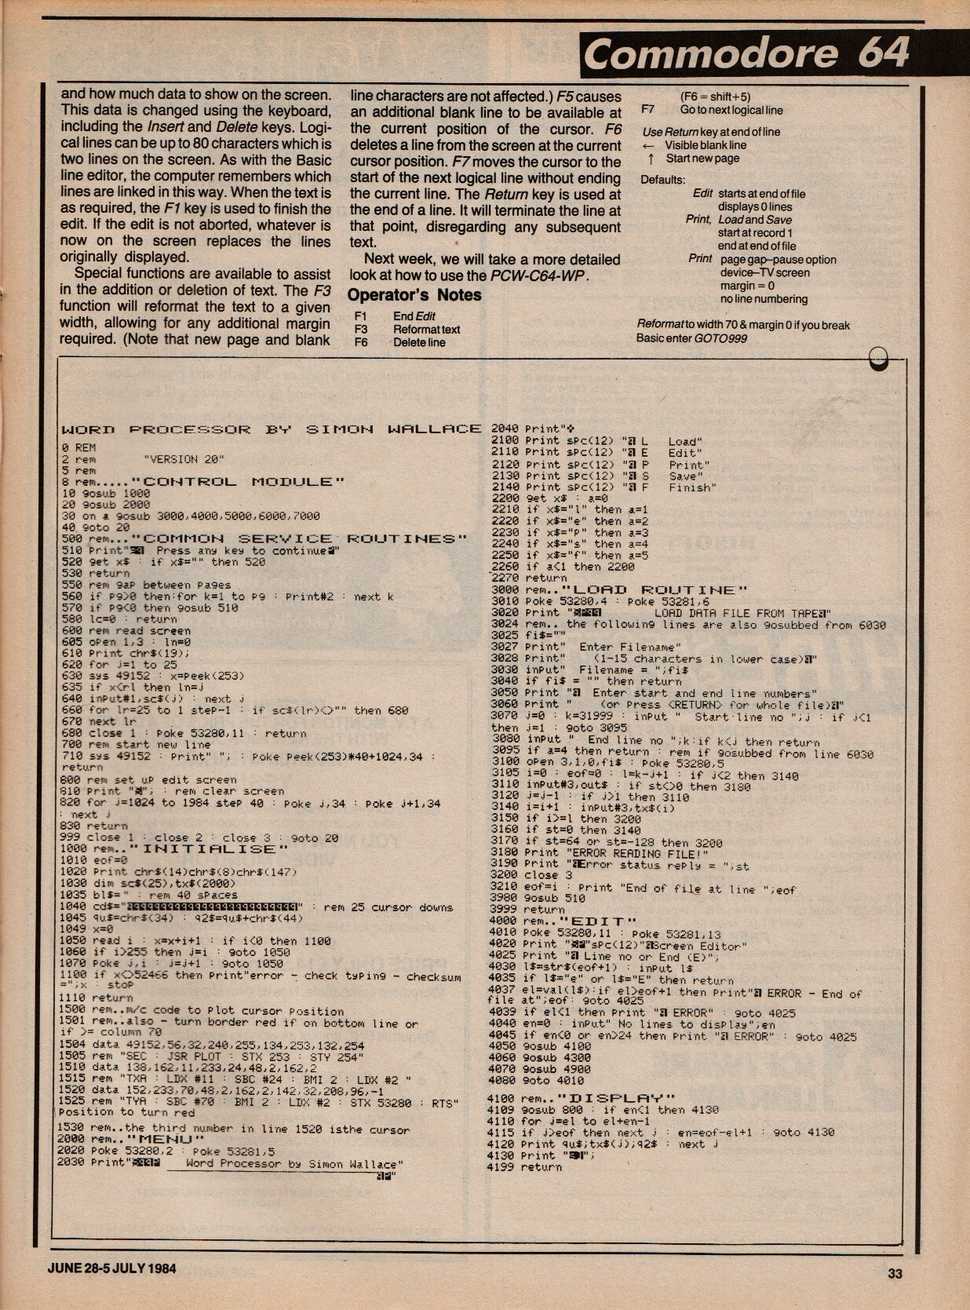 Commodore 64
and how much data to show on the screen.
This data is changed using the keyboard,
including the Insert and Delete keys. Logi-
cal lines can be up to 80 characters which is
two lines on the screen. As with the Basic
line editor, the computer remembers which
lines are linked in this way. When the text is
as required, the F1 key is used to finish the
edit. If the edit is not aborted, whatever is
now on the screen replaces the lines
originally displayed.
Special functions are available to assist
in the addition or deletion of text. The F3
function will reformat the text to a given
width, allowing for any additional margin
required. (Note that new page and blank
line characters are not affected.) F5 causes
an additional blank line to be available at
the current position of the cursor. F6
deletes a line from the screen at the current
cursor position. F7 moves the cursor to the
start of the next logical line without ending
the current line. The Return key is used at
the end of a line. It will terminate the line at
that point, disregarding any subsequent
text.
Next week, we will take a more detailed
look at how to use the PCW-C64-WP.
Operator's Notes
F1 End Edit
F3 Reformat text
F6 Delete line
(F6 = shift+5)
F7 Go to next logical line
Use Return key at end of line
← Visible blank line
↑ Start new page
Defaults:
Edit starts at end of file
displays 0 lines
Print, Load and Save
start at record 1
end at end of file
Print page gap–pause option
device–TV screen
margin = 0
no line numbering
Reformat to width 70 & margin 0 if you break
Basic enter GOTO999
WORD PROCESSOR BY SIMON WALLACE
0 REM
2 rem "VERSION 20"
5 rem
8 rem....."CONTROL MODULE"
10 gosub 1000
20 gosub 2000
30 on a gosub 3000,4000,5000,6000,7000
40 goto 20
500 rem..."COMMON SERVICE ROUTINES"
510 Print" Press any key to continue"
520 get x$ : if x$="" then 520
530 return
550 rem gap between Pages
560 if P9>0 then:for k=1 to P9 : Print#2 : next k
570 if P9<0 then gosub 510
580 lc=0 : return
600 rem read screen
605 open 1,3 : ln=0
610 Print chr$(19);
620 for J=1 to 25
630 sys 49152 : x=Peek(253)
635 if x<rl then ln=J
640 input#1,sc$(J) : next J
660 for lr=25 to 1 step-1 : if sc$(lr)<>"" then 680
670 next lr
680 close 1 : Poke 53280,11 : return
700 rem start new line
710 sys 49152 : Print" "; : Poke Peek(253)*40+1024,34 :
return
800 rem set up edit screen
810 Print ""; : rem clear screen
820 for J=1024 to 1984 step 40 : Poke J,34 : Poke J+1,34
: next J
830 return
999 close 1 : close 2 : close 3 : goto 20
1000 rem.."INITIALISE"
1010 eof=0
1020 Print chr$(14)chr$(8)chr$(147)
1030 dim sc$(25),tx$(2000)
1035 bl$=" : rem 40 spaces
1040 cd$="" : rem 25 cursor downs
1045 qu$=chr$(34) : q2$=qu$+chr$(44)
1049 x=0
1050 read i : x=x+i+1 : if i<0 then 1100
1060 if i>255 then J=i : goto 1050
1070 Poke J,i : J=J+1 : goto 1050
1100 if x<>52466 then Print"error - check typing - checksum
=";x : stop
1110 return
1500 rem..m/c code to Plot cursor Position
1501 rem..also - turn border red if on bottom line or
if >= column 70
1504 data 49152,56,32,240,255,134,253,132,254
1505 rem "SEC : JSR PLOT : STX 253 : STY 254"
1510 data 138,162,11,233,24,48,2,162,2
1515 rem "TXA : LDX #11 : SBC #24 : BMI 2 : LDX #2 "
1520 data 152,233,70,48,2,162,2,142,32,208,96,-1
1525 rem "TYA : SBC #70 : BMI 2 : LDX #2 : STX 53280 : RTS"
Position to turn red
1530 rem..the third number in line 1520 isthe cursor
2000 rem.."MENU"
2020 Poke 53280,2 : Poke 53281,5
2030 Print" Word Processor by Simon Wallace"
"
2040 Print"
2100 Print spc(12) " L Load"
2110 Print spc(12) " E Edit"
2120 Print spc(12) " P Print"
2130 Print spc(12) " S Save"
2140 Print spc(12) " F Finish"
2200 get x$ : a=0
2210 if x$="l" then a=1
2220 if x$="e" then a=2
2230 if x$="P" then a=3
2240 if x$="s" then a=4
2250 if x$="f" then a=5
2260 if a<1 then 2200
2270 return
3000 rem.."LOAD ROUTINE"
3010 Poke 53280,4 : Poke 53281,6
3020 Print" LOAD DATA FILE FROM TAPE"
3024 rem.. the following lines are also gosubbed from 6030
3025 fi$=""
3027 Print" Enter Filename"
3028 Print" (1-15 characters in lower case)"
3030 input" Filename = ";fi$
3040 if fi$ = "" then return
3050 Print " Enter start and end line numbers"
3060 Print " (or Press <RETURN> for whole file)"
3070 J=0 : k=31999 : input " Start line no ";J : if J<1
then J=1 : goto 3095
3080 input " End line no ";k:if k<J then return
3095 if a=4 then return : rem if gosubbed from line 6030
3100 open 3,1,0,fi$ : Poke 53280,5
3105 i=0 : eof=0 : l=k-J+1 : if J<2 then 3140
3110 input#3,out$ : if st<>0 then 3180
3120 J=J-1 : if J>1 then 3110
3140 i=i+1 : input#3,tx$(i)
3150 if i>=l then 3200
3160 if st=0 then 3140
3170 if st=64 or st=-128 then 3200
3180 Print "ERROR READING FILE!"
3190 Print "Error status reply = ";st
3200 close 3
3210 eof=i : Print "End of file at line ";eof
3980 gosub 510
3999 return
4000 rem.."EDIT"
4010 Poke 53280,11 : Poke 53281,13
4020 Print ""spc(12)"Screen Editor"
4025 Print " Line no or End (E)";
4030 l$=str$(eof+1) : input l$
4035 if l$="e" or l$="E" then return
4037 el=val(l$):if el>eof+1 then Print" ERROR - End of
file at";eof: goto 4025
4039 if el<1 then Print " ERROR" : goto 4025
4040 en=0 : input" No lines to display";en
4045 if en<0 or en>24 then Print " ERROR" : goto 4025
4050 gosub 4100
4060 gosub 4300
4070 gosub 4900
4080 goto 4010
4100 rem.."DISPLAY"
4109 gosub 800 : if en<1 then 4130
4110 for J=el to el+en-1
4115 if J>eof then next J : en=eof-el+1 : goto 4130
4120 Print qu$;tx$(J);q2$ : next J
4130 Print "";
4199 return
JUNE 28-5 JULY 1984
33